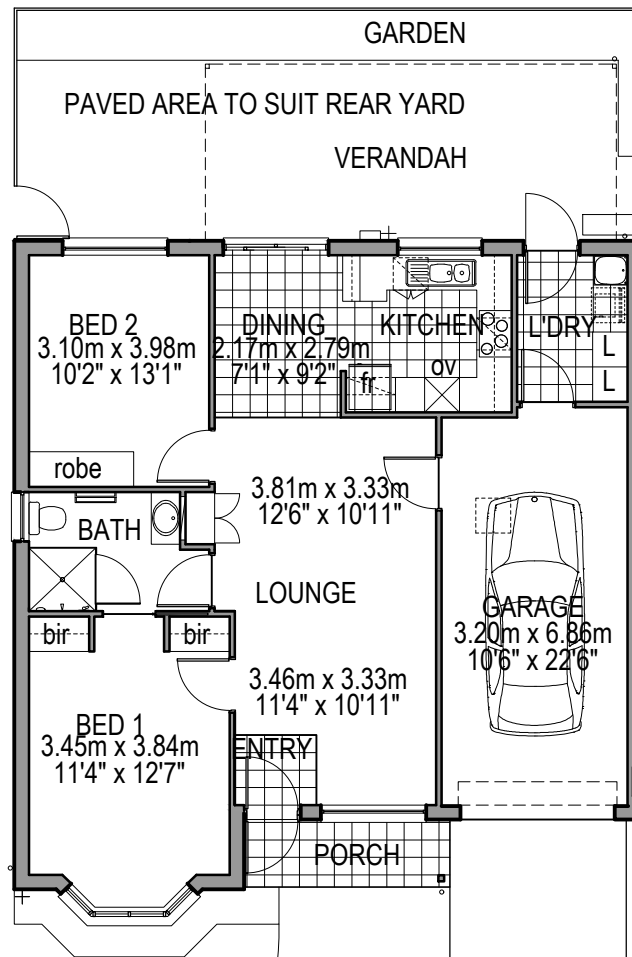 GARDEN
PAVED AREA TO SUIT REAR YARD
VERANDAH
BED 2
3.10m x 3.98m
10'2" x 13'1"
DINING
2.17m x 2.79m
7'1" x 9'2"
KITCHEN
L'DRY
L
L
fr
ov
robe
BATH
3.81m x 3.33m
12'6" x 10'11"
LOUNGE
3.46m x 3.33m
11'4" x 10'11"
GARAGE
3.20m x 6.86m
10'6" x 22'6"
bir
bir
BED 1
3.45m x 3.84m
11'4" x 12'7"
ENTRY
PORCH